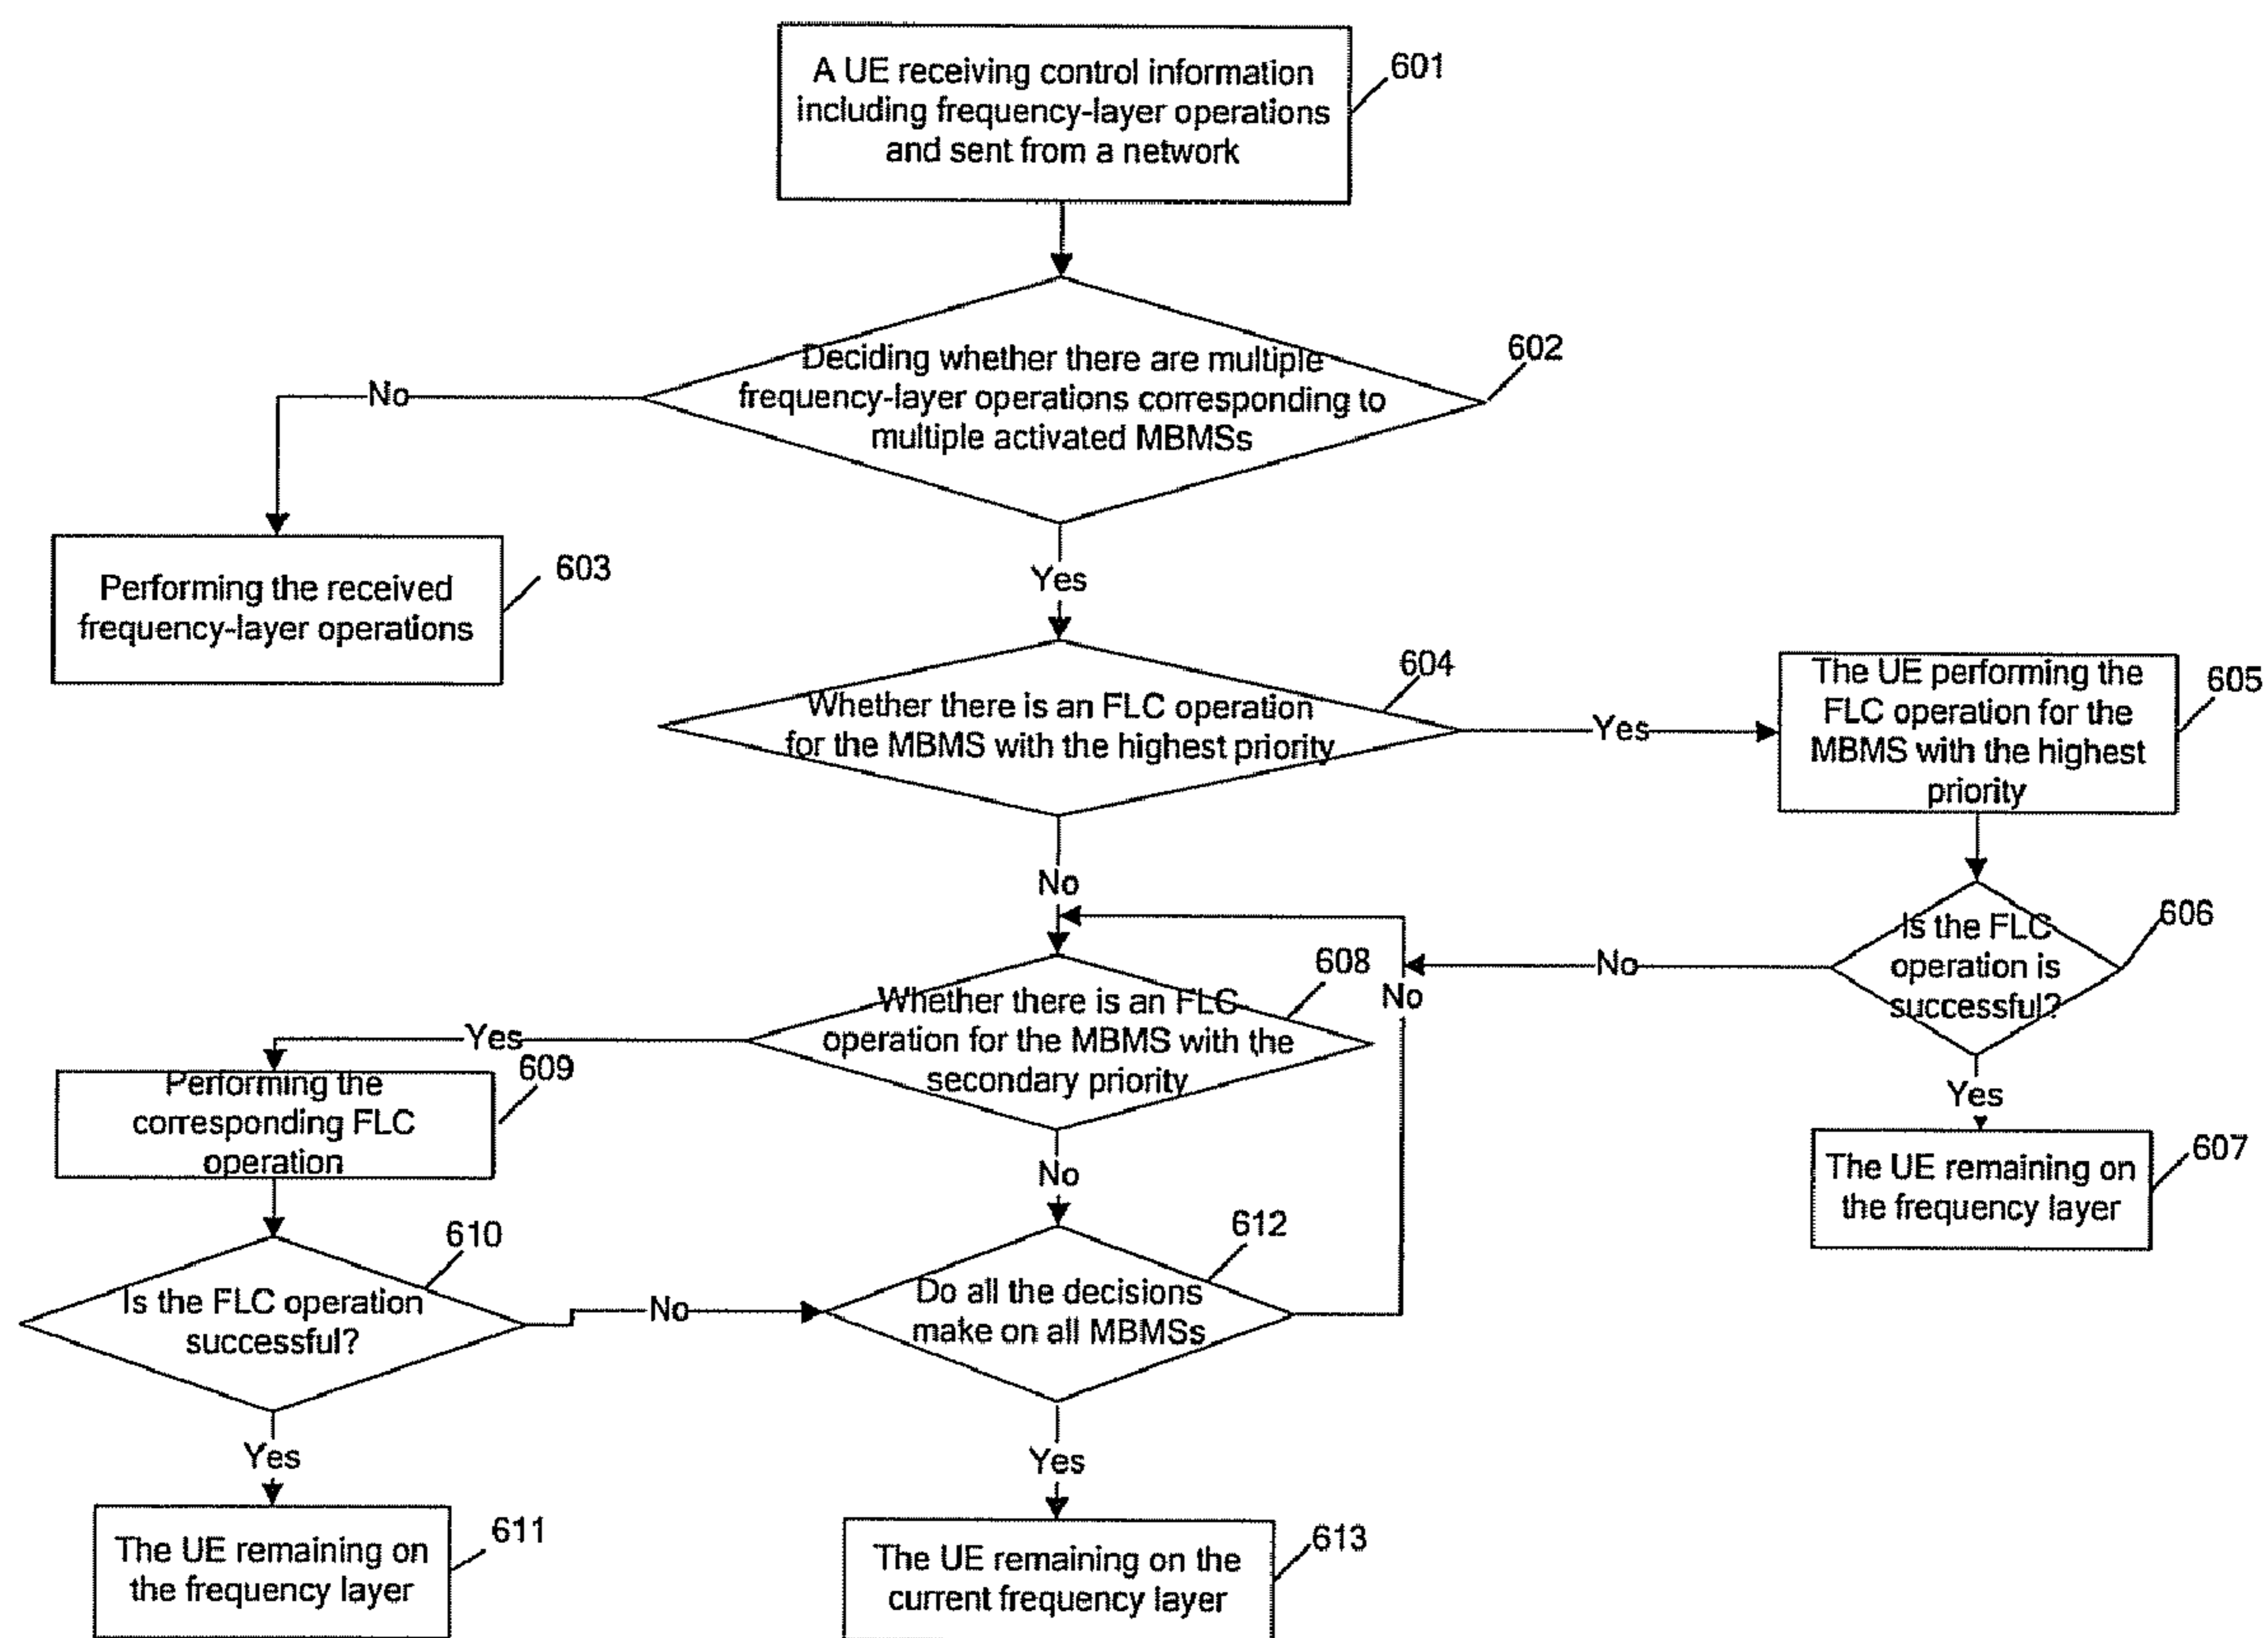 A UE receiving control information
including frequency-layer operations
and sent from a network
601
Deciding whether there are multiple
frequency-layer operations corresponding to
multiple activated MBMSs
602
No
Performing the received
frequency-layer operations
603
Yes
Whether there is an FLC operation
for the MBMS with the highest priority
604
Yes
The UE performing the
FLC operation for the
MBMS with the highest
priority
605
No
Is the FLC
operation is
successful?
606
No
No
Yes
The UE remaining on
the frequency layer
607
Whether there is an FLC
operation for the MBMS with the
secondary priority
608
Yes
Performing the
corresponding FLC
operation
609
No
Is the FLC operation
successful?
610
No
Do all the decisions
make on all MBMSs
612
Yes
The UE remaining on
the frequency layer
611
Yes
The UE remaining on the
current frequency layer
613